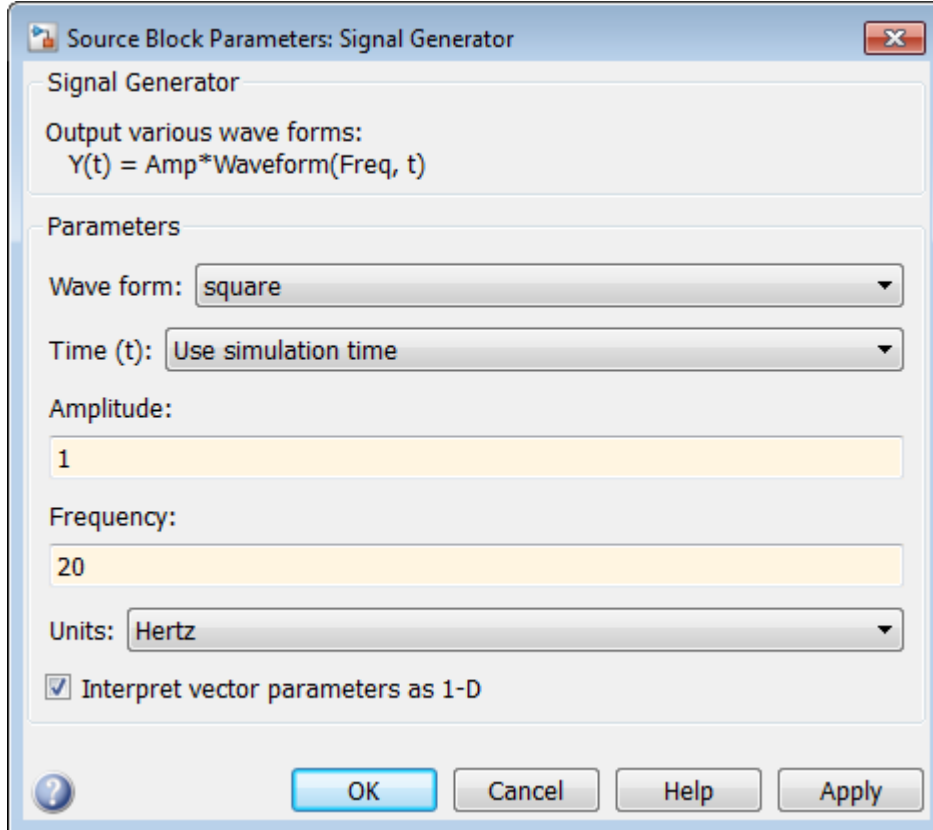 Source Block Parameters: Signal Generator
Signal Generator
Output various wave forms:
Y(t) = Amp*Waveform(Freq, t)
Parameters
Wave form: square
Time (t): Use simulation time
Amplitude:
1
Frequency:
20
Units: Hertz
Interpret vector parameters as 1-D
? OK Cancel Help Apply